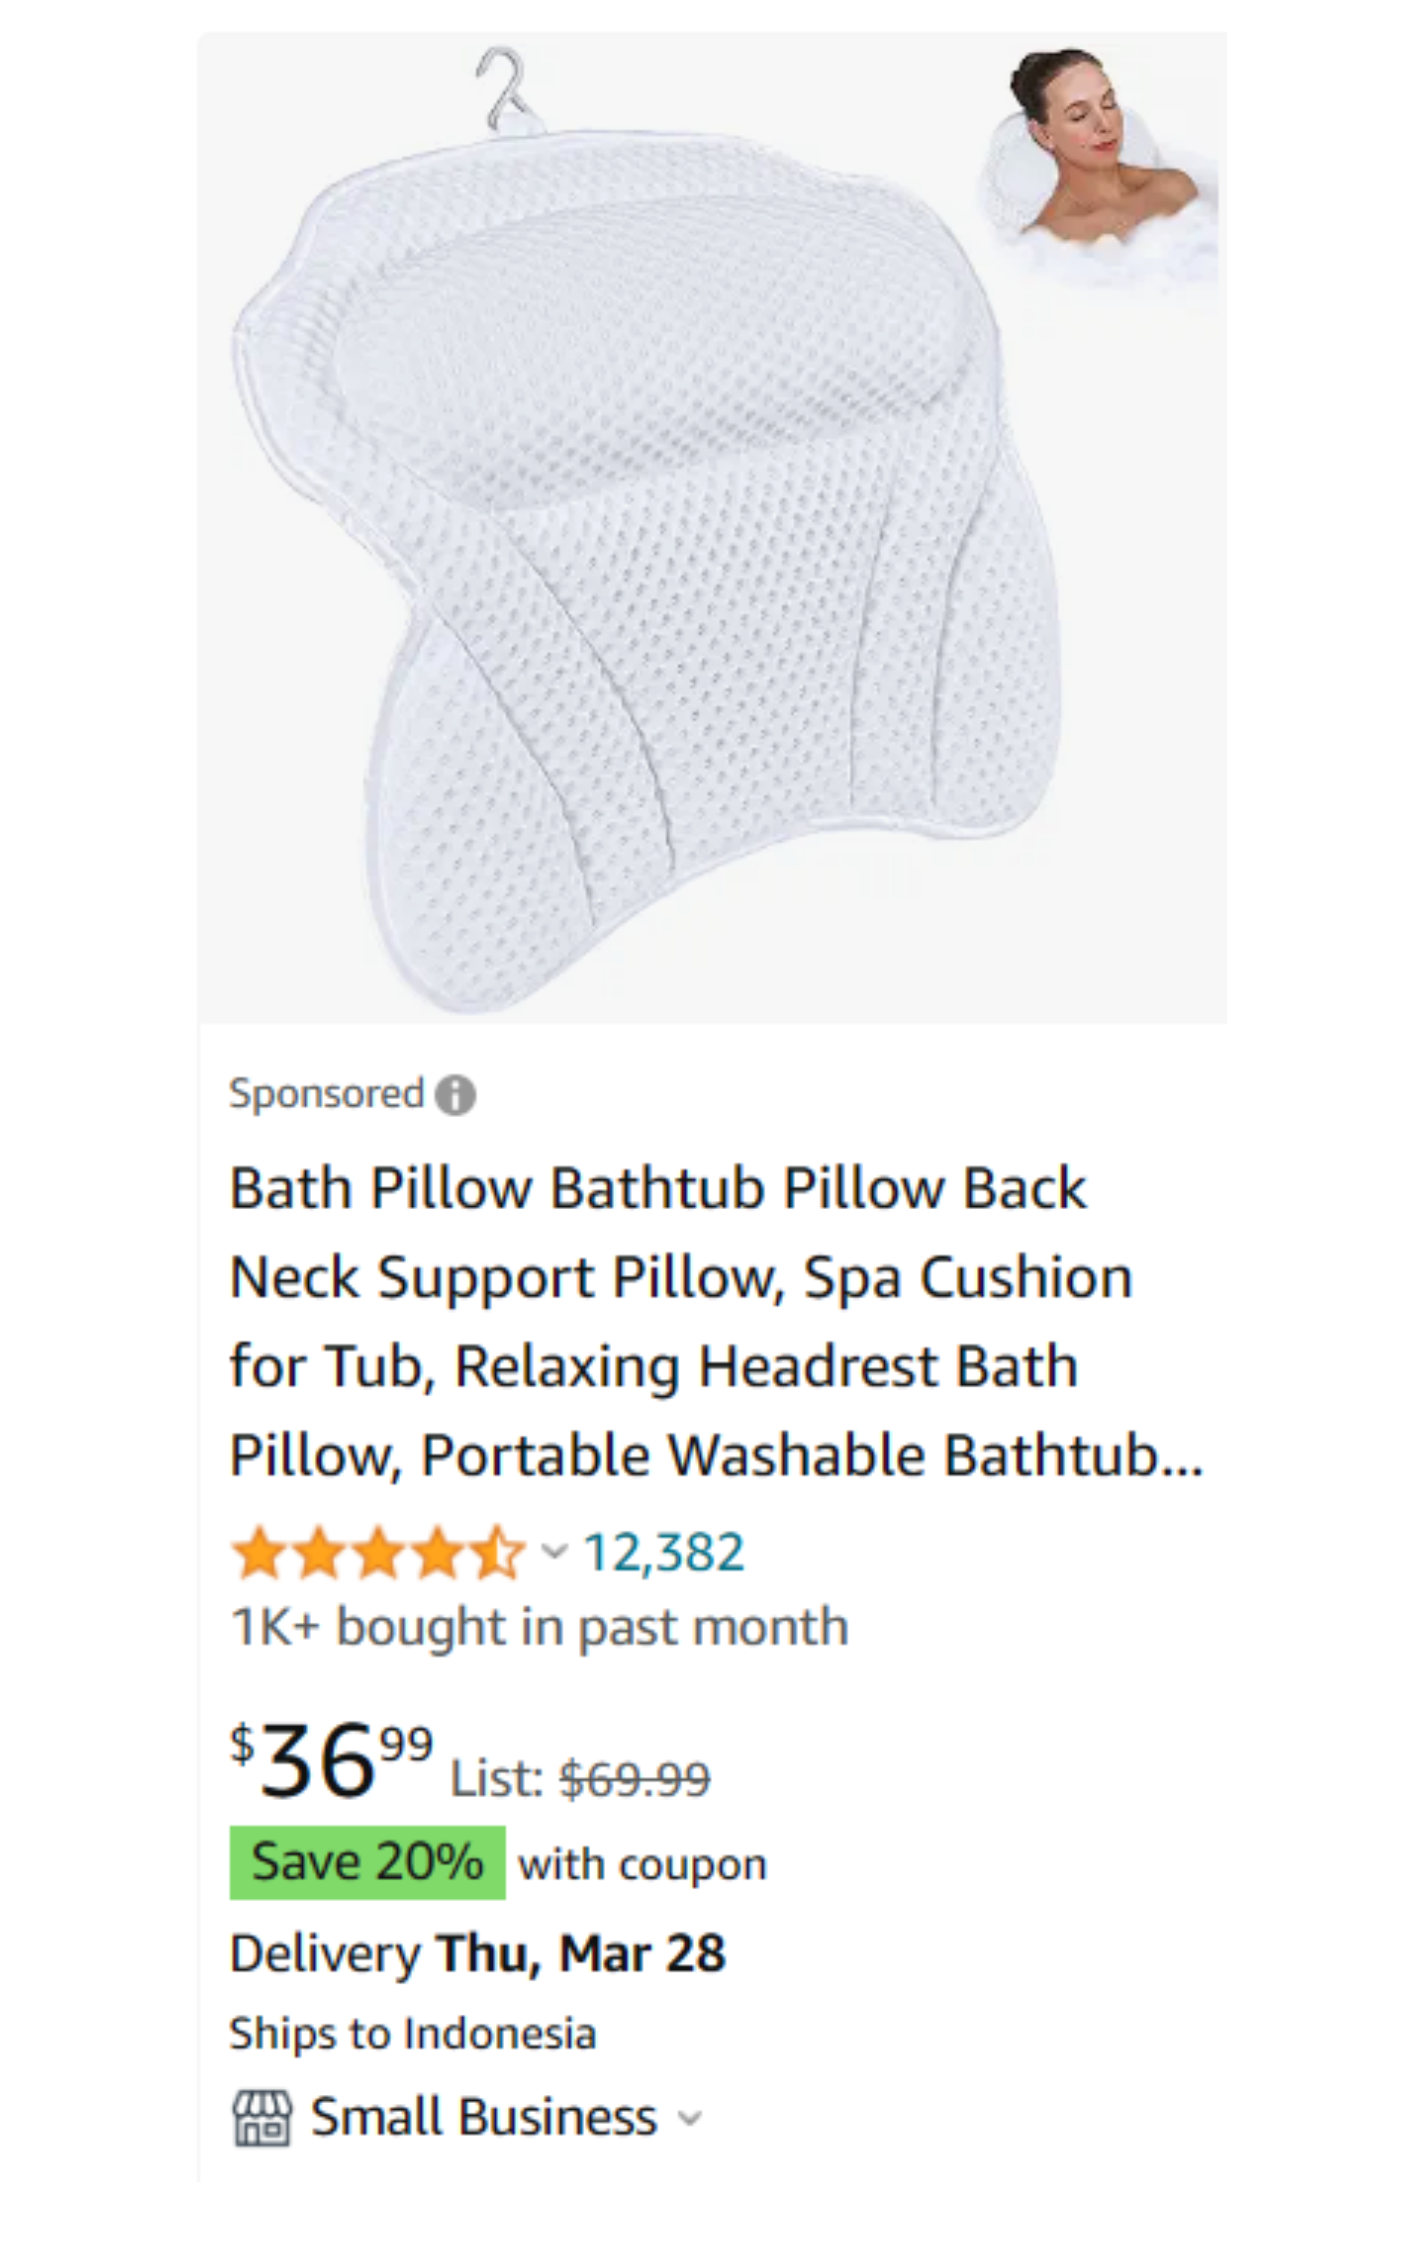 Sponsored
Bath Pillow Bathtub Pillow Back
Neck Support Pillow, Spa Cushion
for Tub, Relaxing Headrest Bath
Pillow, Portable Washable Bathtub...
12,382
1K+ bought in past month
$36.99 List: $69.99
Save 20% with coupon
Delivery Thu, Mar 28
Ships to Indonesia
Small Business